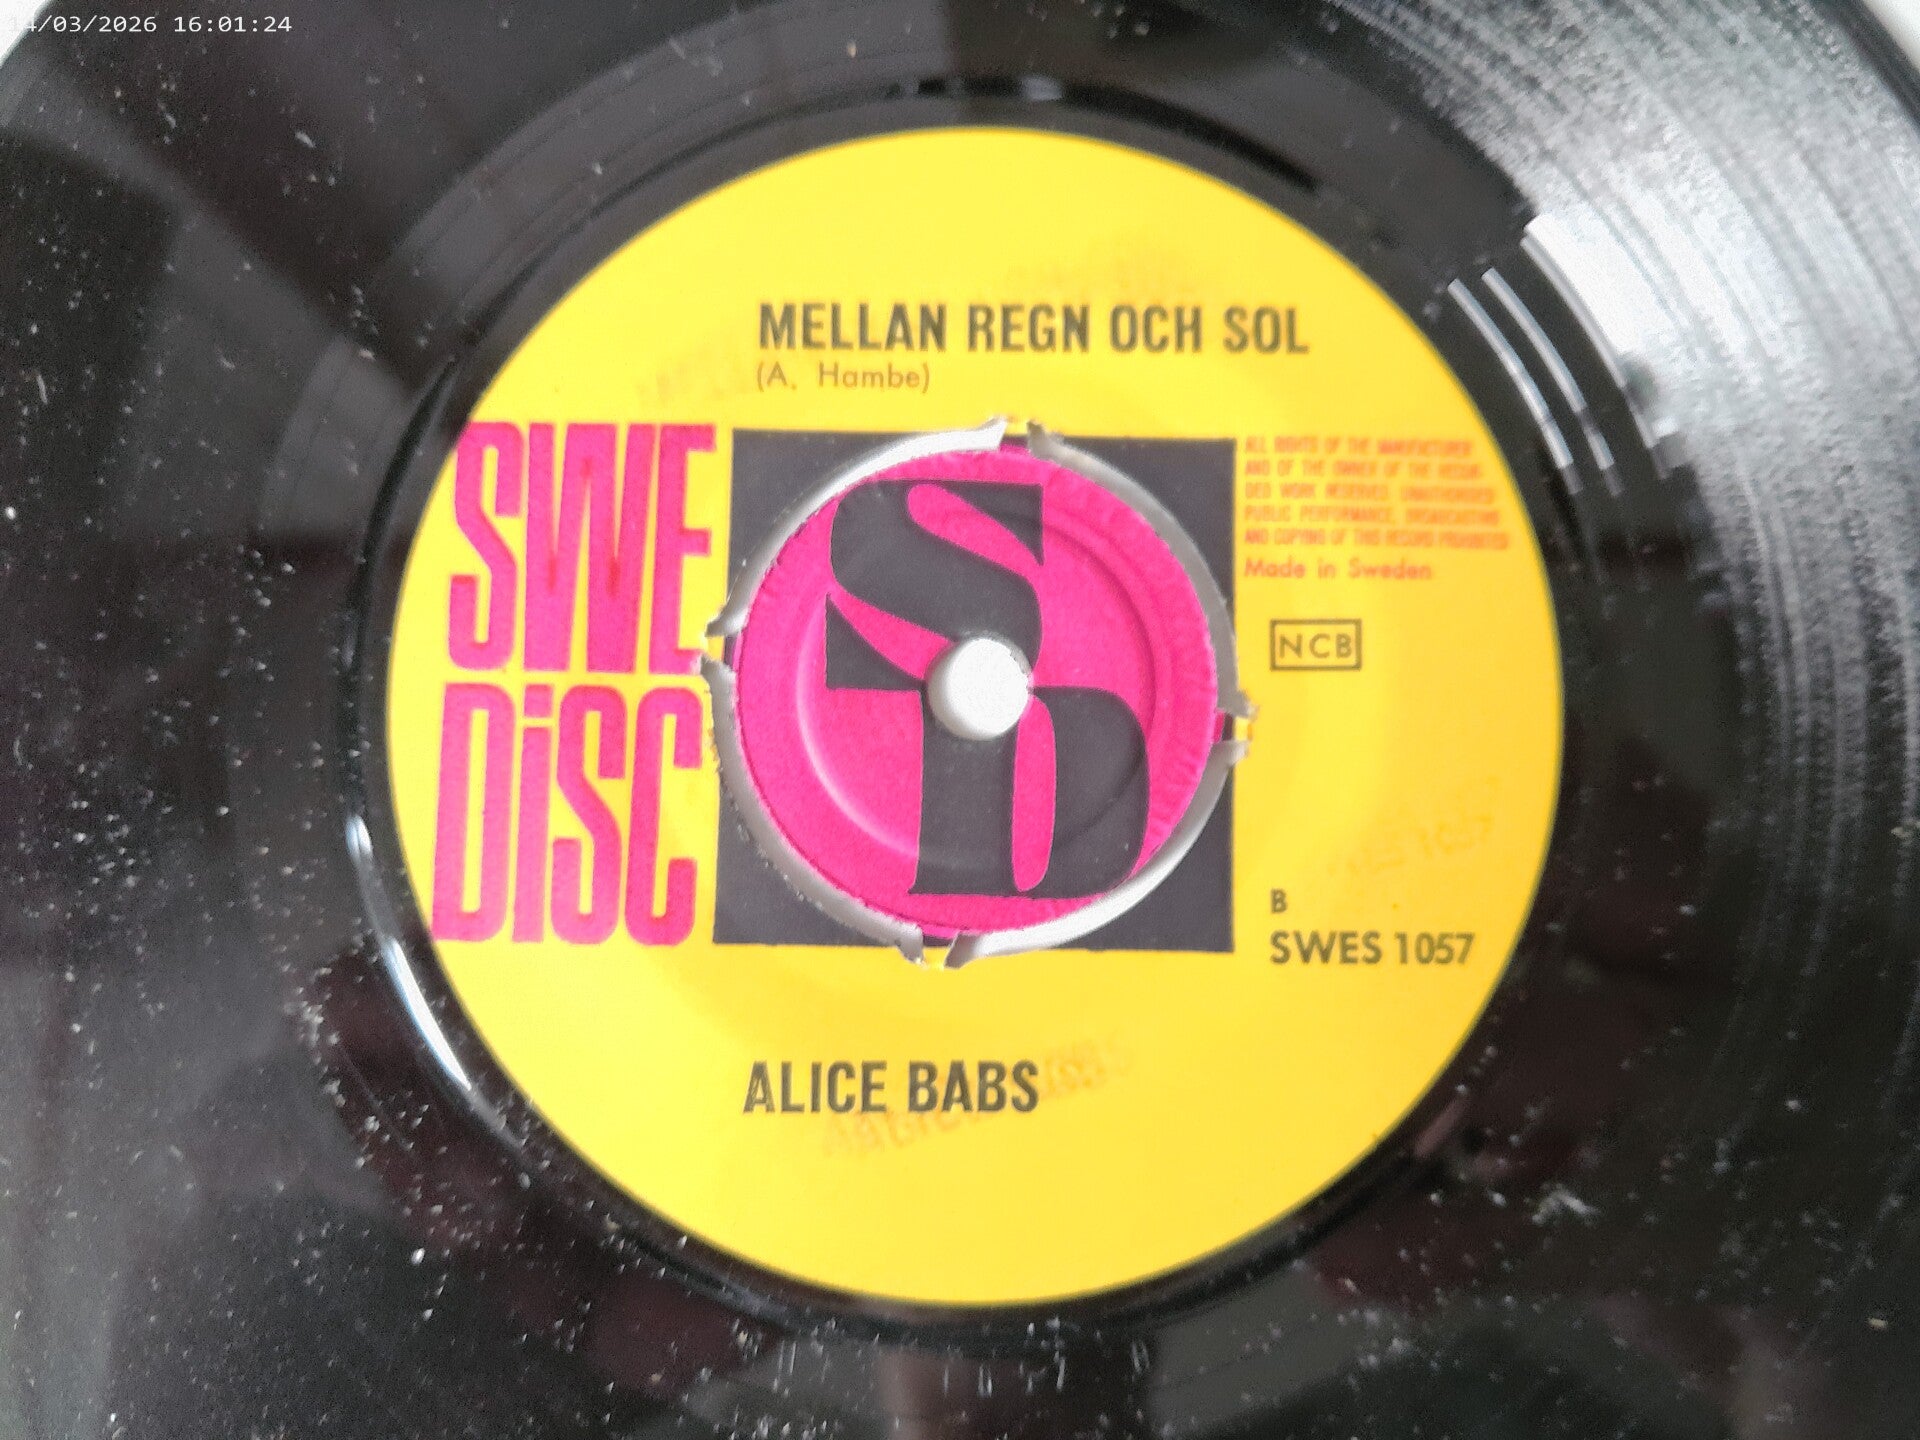 4/03/2026 16:01:24
MELLAN REGN OCH SOL
(A. Hambe)
SWE
DiSC
SD
ALL RIGHTS OF THE MANUFACTURER
AND OF THE OWNER OF THE RECOR-
DED WORK RESERVED. UNAUTHORISED
PUBLIC PERFORMANCE, BROADCASTING
AND COPYING OF THIS RECORD PROHIBITED
Made in Sweden
NCB
B
SWES 1057
ALICE BABS